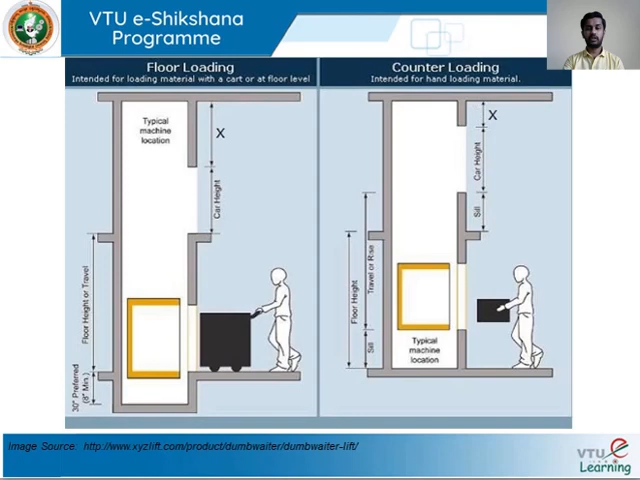 VTU e-Shikshana
Programme
Floor Loading
Intended for loading material with a cart or at floor level
Counter Loading
Intended for hand loading material.
Typical
machine
location
X
Car Height
Floor Height or Travel
30" Preferred
(8" Min.)
X
Car Height
Sill
Travel or Rise
Floor Height
Sill
Typical
machine
location
Image Source: http://www.xyzlift.com/product/dumbwaiter/dumbwaiter-lift/
VTU e
Learning